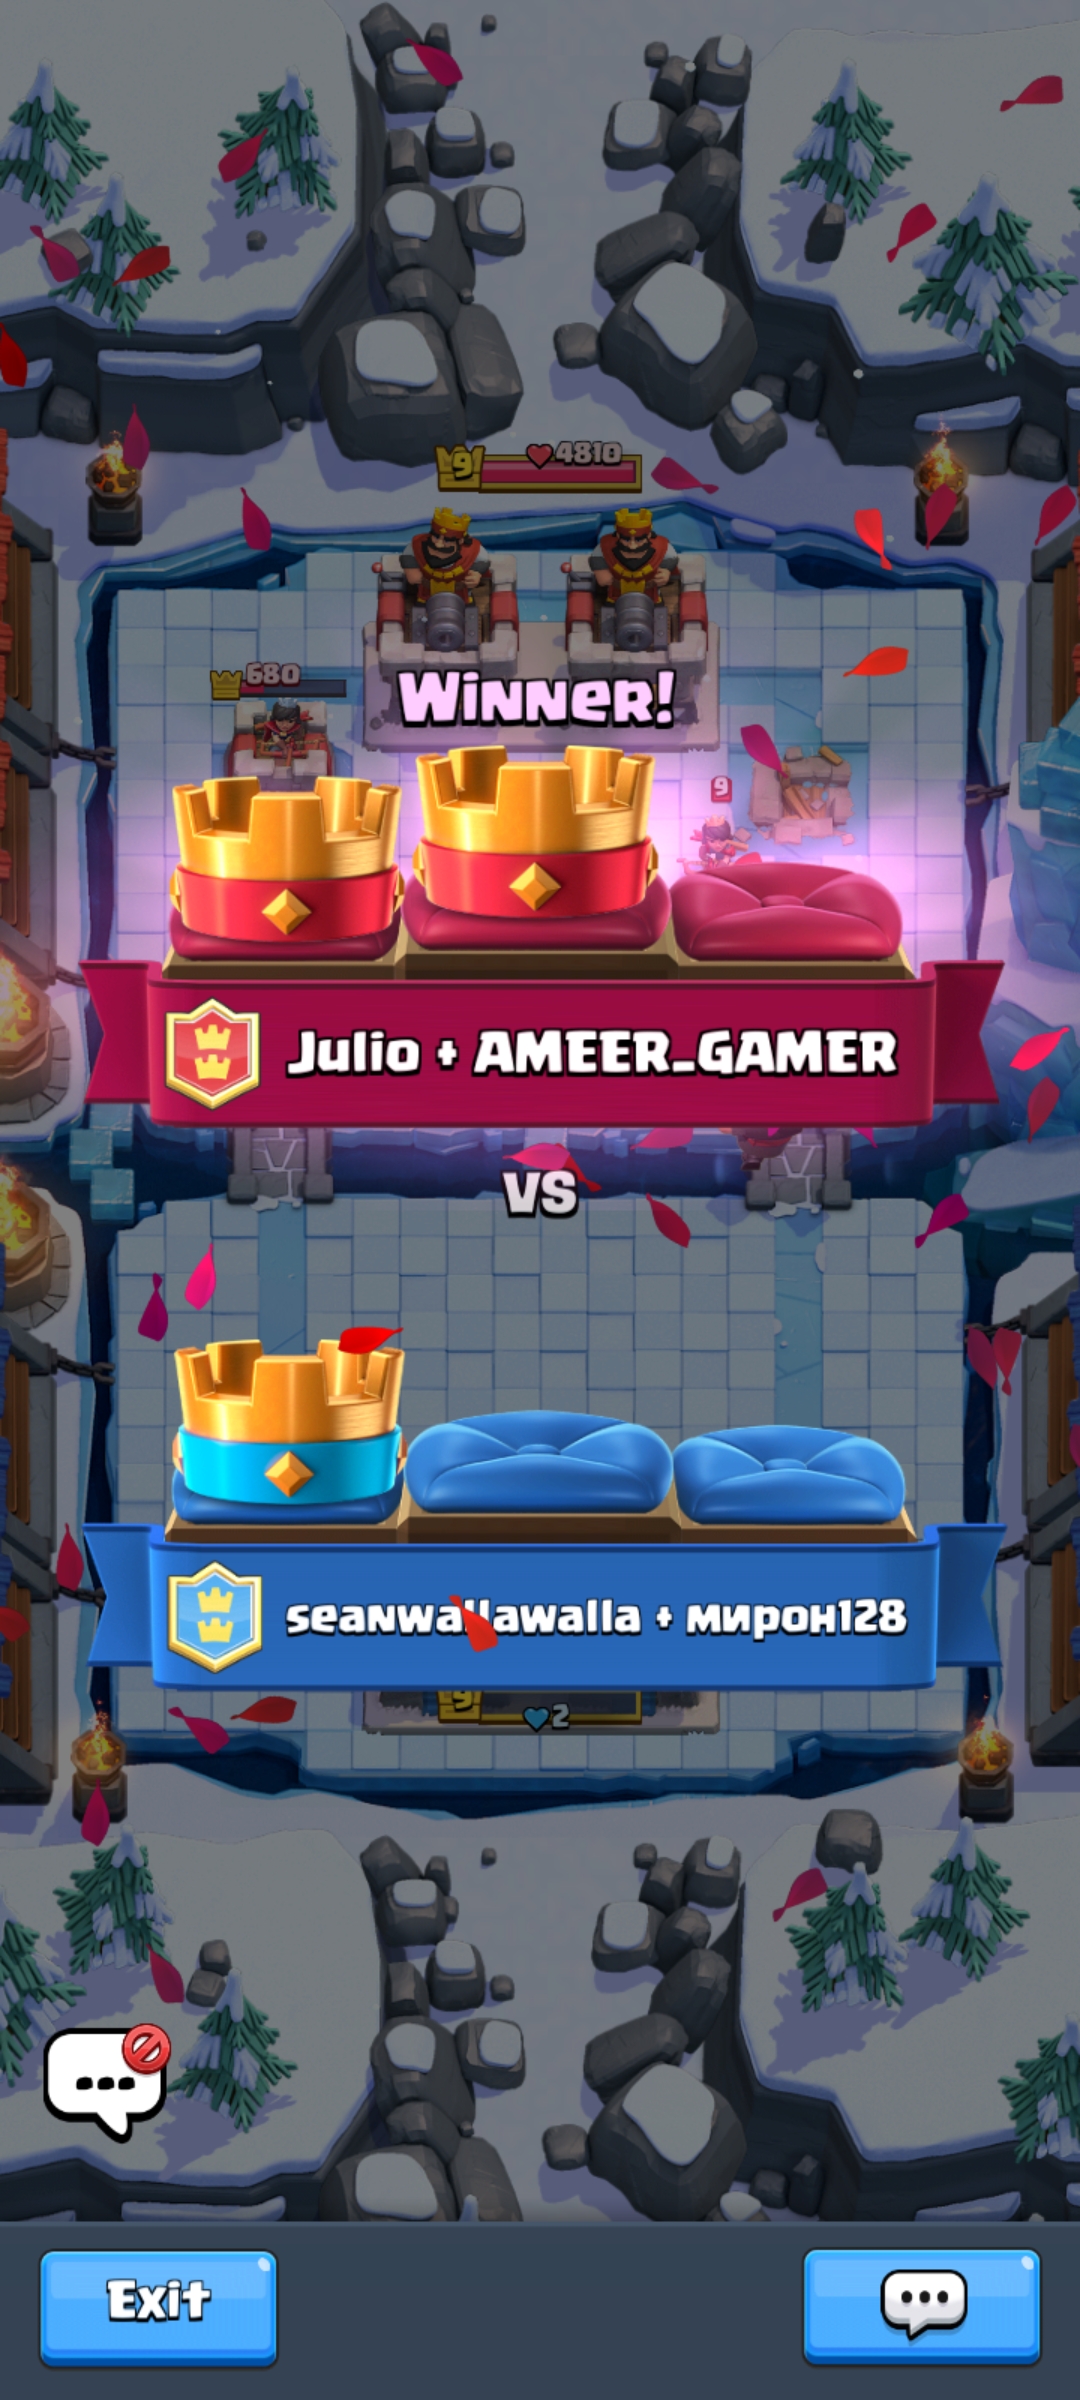 9 4810
680
Winner!
9
Julio + AMEER_GAMER
VS
seanwallawalla + мирон128
9
2
Exit